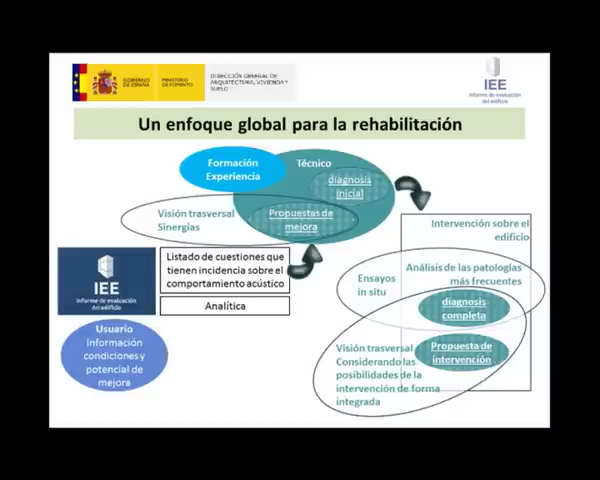 GOBIERNO
DE ESPAÑA
MINISTERIO
DE FOMENTO
DIRECCIÓN GENERAL DE
ARQUITECTURA, VIVIENDA Y
SUELO
IEE
Informe de evaluación
del edificio
Un enfoque global para la rehabilitación
Formación
Experiencia
Técnico
diagnosis
inicial
Visión trasversal
Sinergias
Propuestas de
mejora
Intervención sobre el
edificio
Listado de cuestiones que
tienen incidencia sobre el
comportamiento acústico
IEE
Informe de evaluación
del edificio
Analítica
Ensayos
in situ
Análisis de las patologías
más frecuentes
diagnosis
completa
Usuario
Información
condiciones y
potencial de
mejora
Propuesta de
intervención
Visión trasversal
Considerando las
posibilidades de la
intervención de forma
integrada